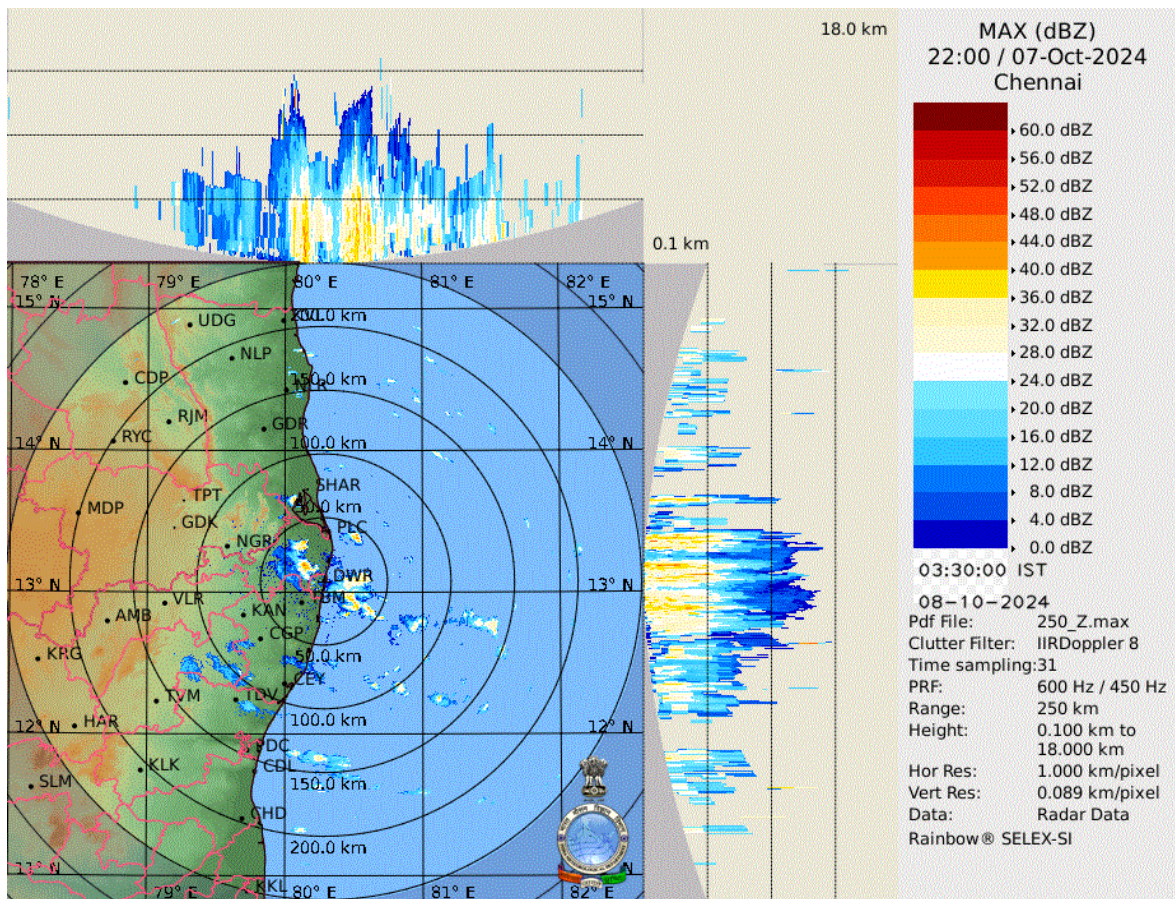 18.0 km
0.1 km
MAX (dBZ)
22:00 / 07-Oct-2024
Chennai
60.0 dBZ
56.0 dBZ
52.0 dBZ
48.0 dBZ
44.0 dBZ
40.0 dBZ
36.0 dBZ
32.0 dBZ
28.0 dBZ
24.0 dBZ
20.0 dBZ
16.0 dBZ
12.0 dBZ
8.0 dBZ
4.0 dBZ
0.0 dBZ
03:30:00 IST
08-10-2024
Pdf File: 250_Z.max
Clutter Filter: IIRDoppler 8
Time sampling:31
PRF: 600 Hz / 450 Hz
Range: 250 km
Height: 0.100 km to
18.000 km
Hor Res: 1.000 km/pixel
Vert Res: 0.089 km/pixel
Data: Radar Data
Rainbow® SELEX-SI
78° E 79° E 80° E 81° E 82° E
15° N 15° N
UDG
NLP
150.0 km
CDP
RJM
GDR
RYC
100.0 km
14° N 14° N
SHAR
TPT
MDP
50.0 km
GDK
PLC
NGR
DWR
13° N 13° N
VLR
KAN
AMB
CGP
KRG
50.0 km
CEY
TVM
TDV
HAR
100.0 km
12° N 12° N
PDC
KLK
CDL
SLM
150.0 km
CHD
200.0 km
11° N 11° N
KKL
79° E 80° E 81° E 82° E